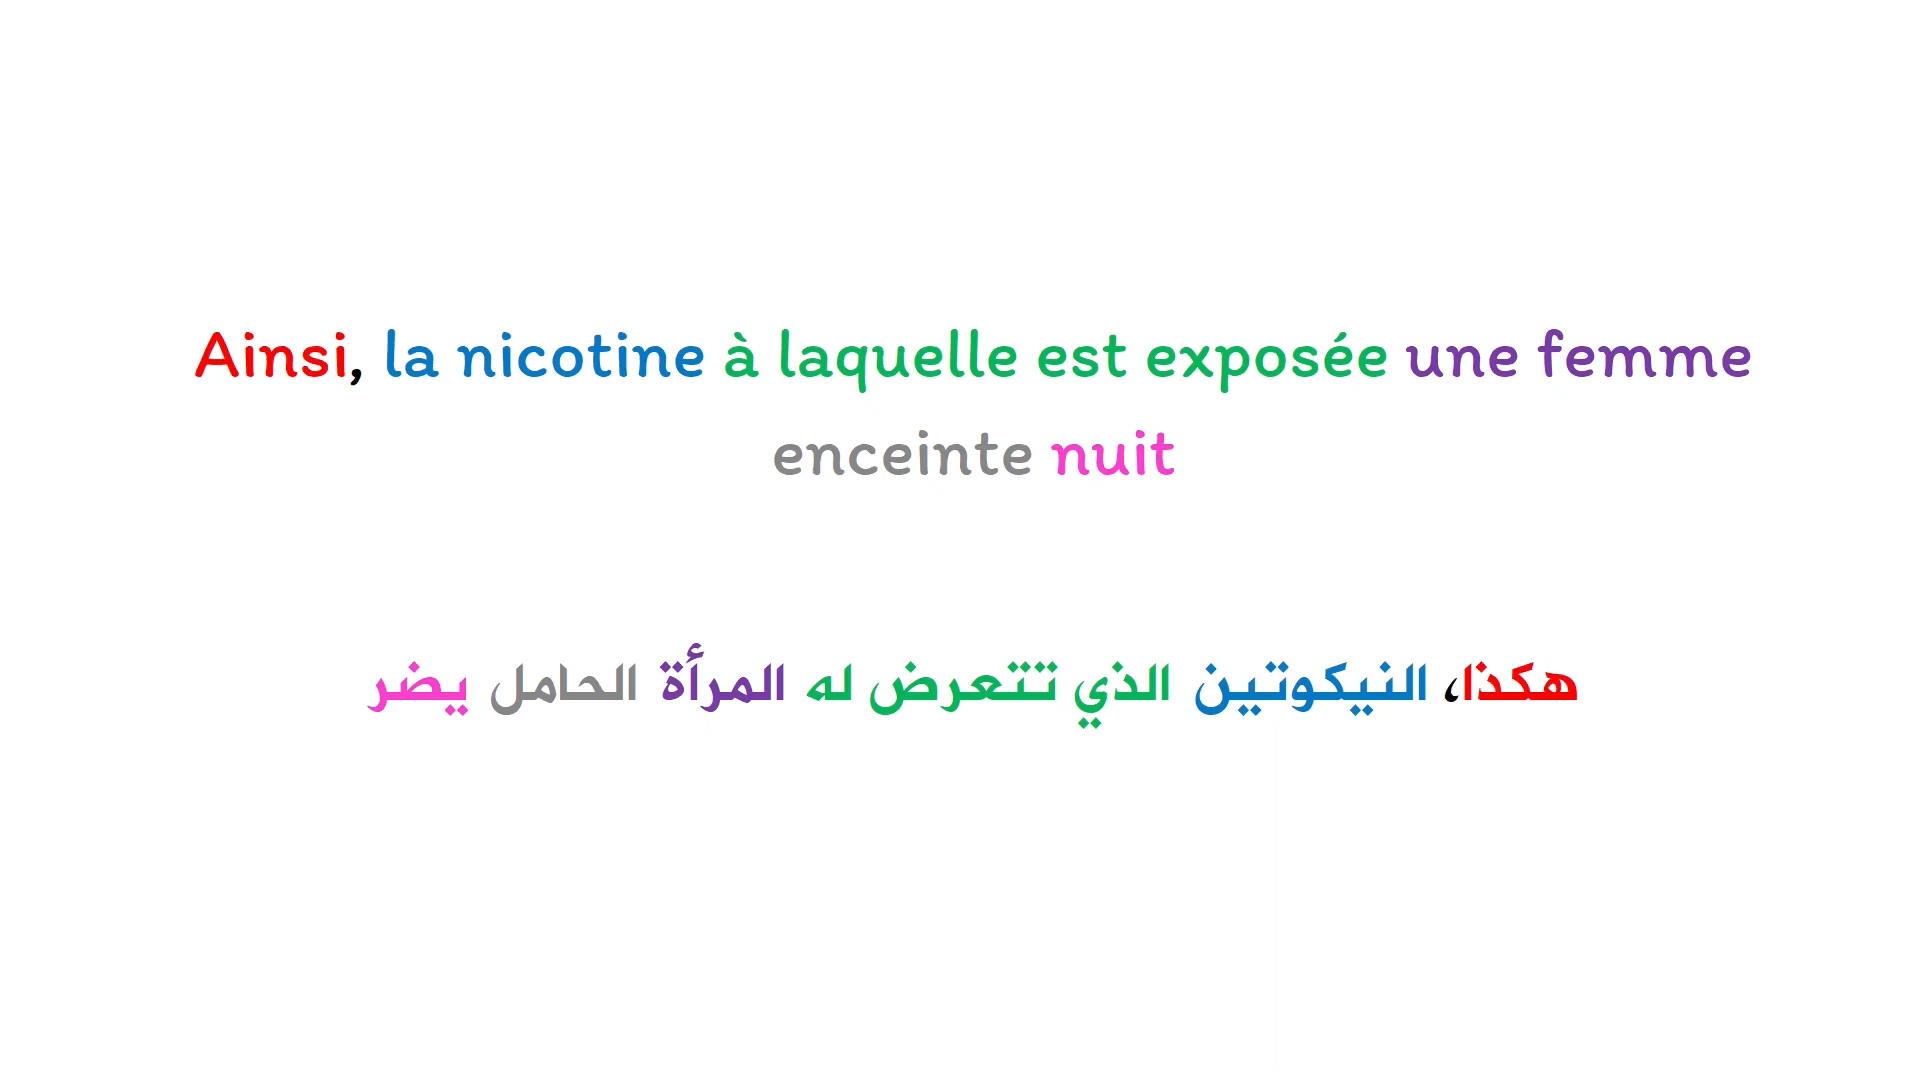 Ainsi, la nicotine à laquelle est exposée une femme
enceinte nuit
هكذا، النيكوتين الذي تتعرض له المرأة الحامل يضر